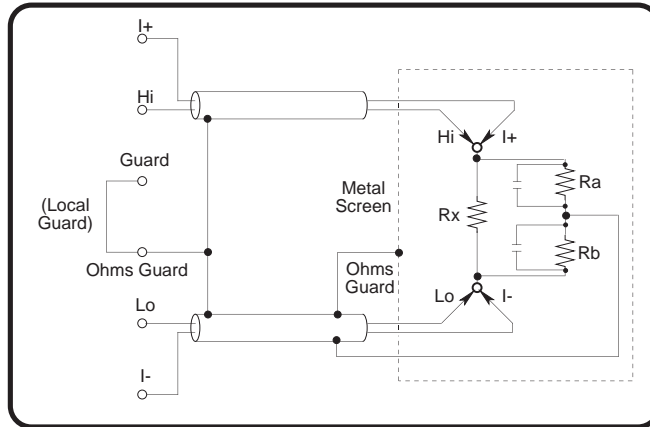 I+
Hi
Guard
(Local
Guard)
Ohms Guard
Lo
I-
Metal
Screen
Ohms
Guard
Hi
I+
Rx
Ra
Rb
Lo
I-